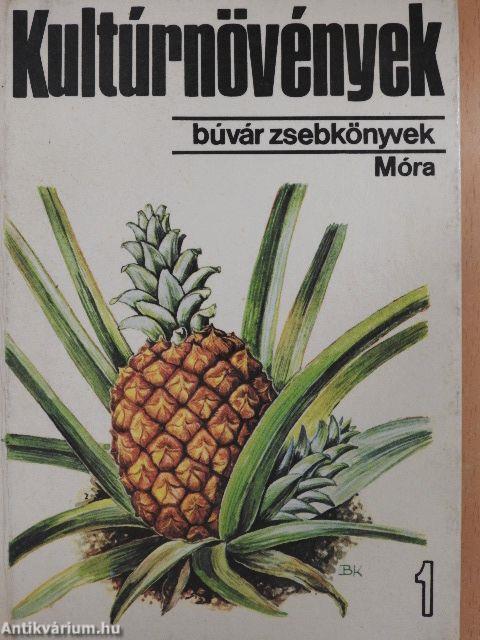 Kultúrnövények
búvár zsebkönyvek
Móra
BK
1
Antikvárium.hu